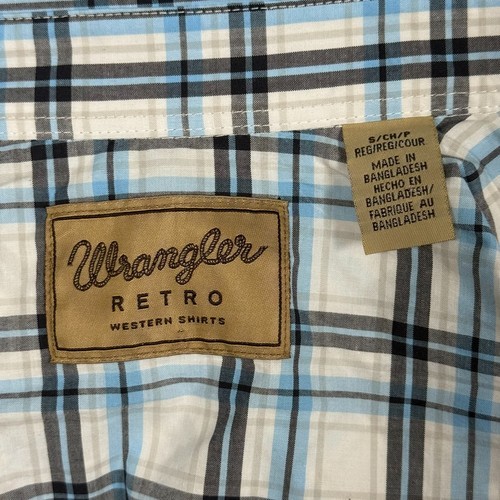 Wrangler
RETRO
WESTERN SHIRTS
S/CH/P
REG/REG/COUR
MADE IN
BANGLADESH
HECHO EN
BANGLADESH/
FABRIQUE AU
BANGLADESH